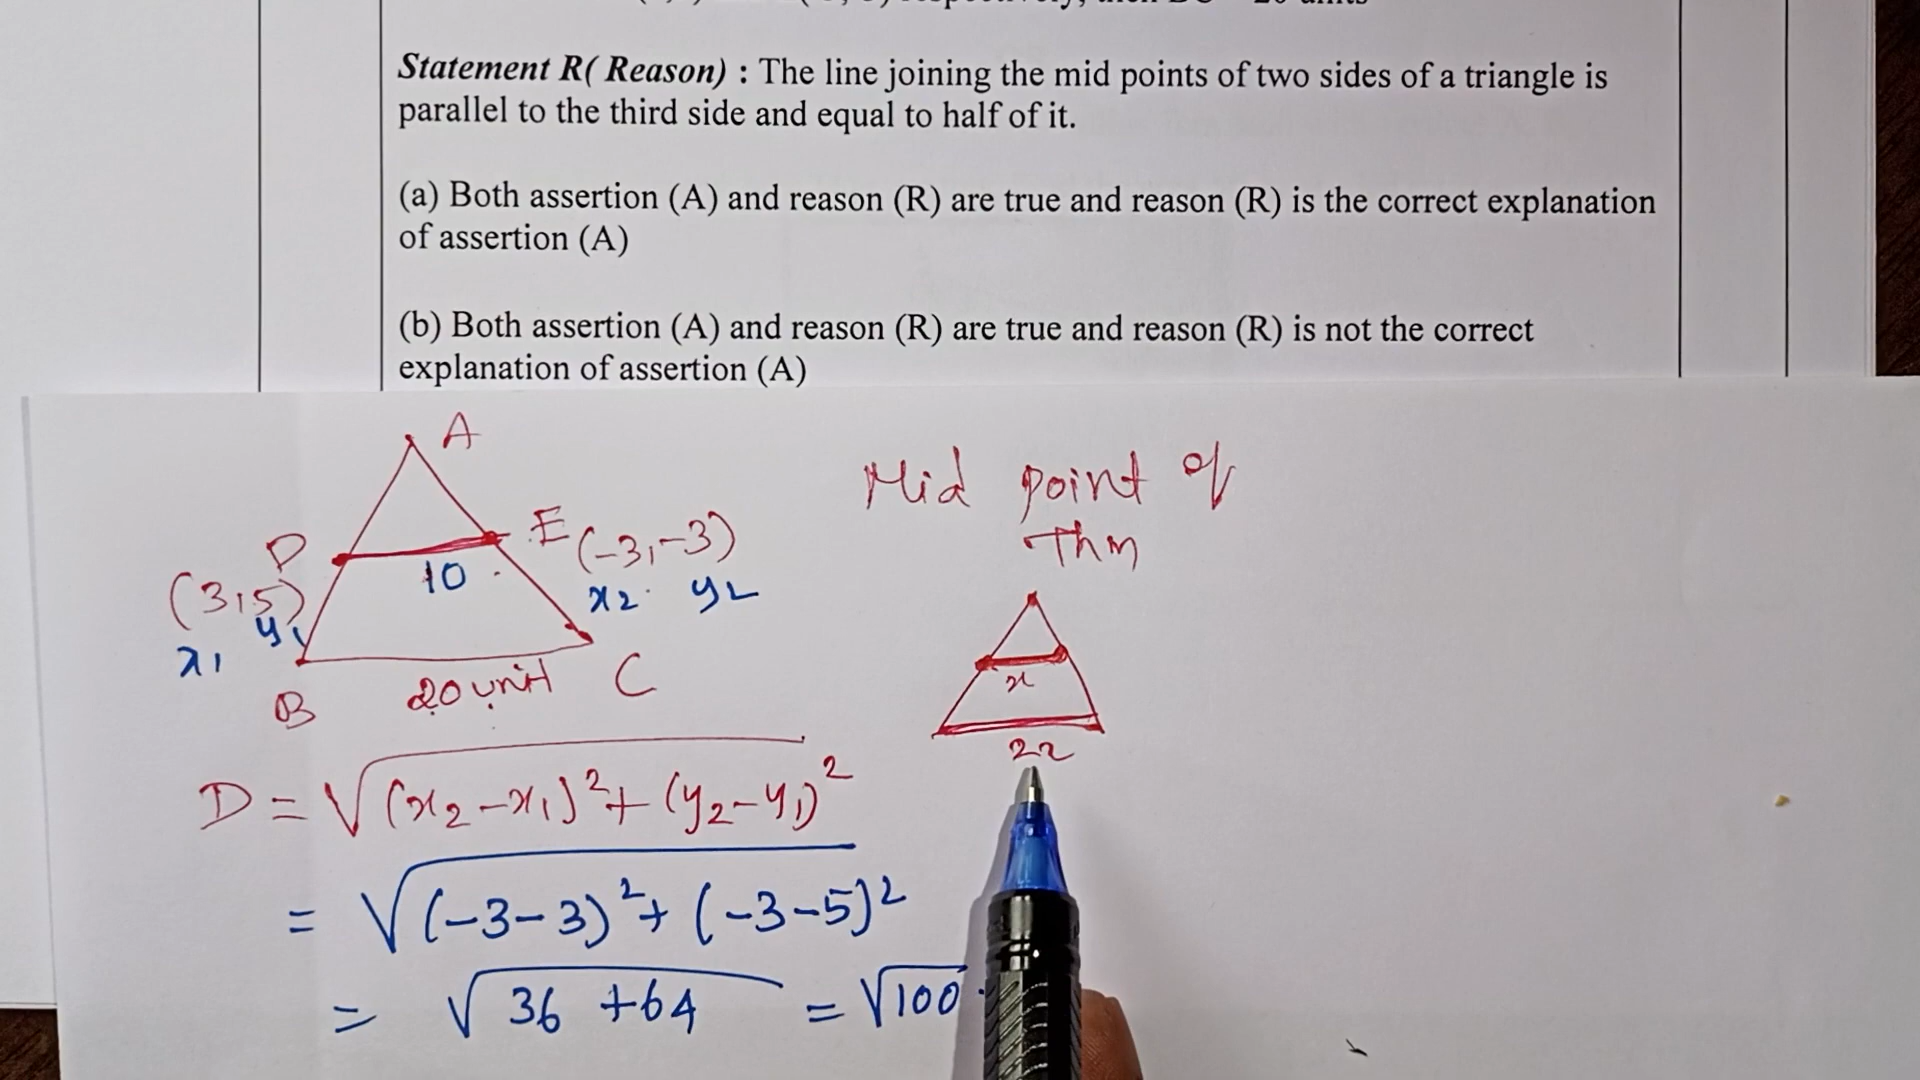 Statement R( Reason) : The line joining the mid points of two sides of a triangle is
parallel to the third side and equal to half of it.
(a) Both assertion (A) and reason (R) are true and reason (R) is the correct explanation
of assertion (A)
(b) Both assertion (A) and reason (R) are true and reason (R) is not the correct
explanation of assertion (A)
A
Mid point of
Thm
D
E (-3,-3)
10
(3,5)
x2 y2
x1 y1
B
20 unit
C
x
2x
D = √(x2-x1)²+(y2-y1)²
= √(-3-3)²+(-3-5)²
= √36+64 = √100